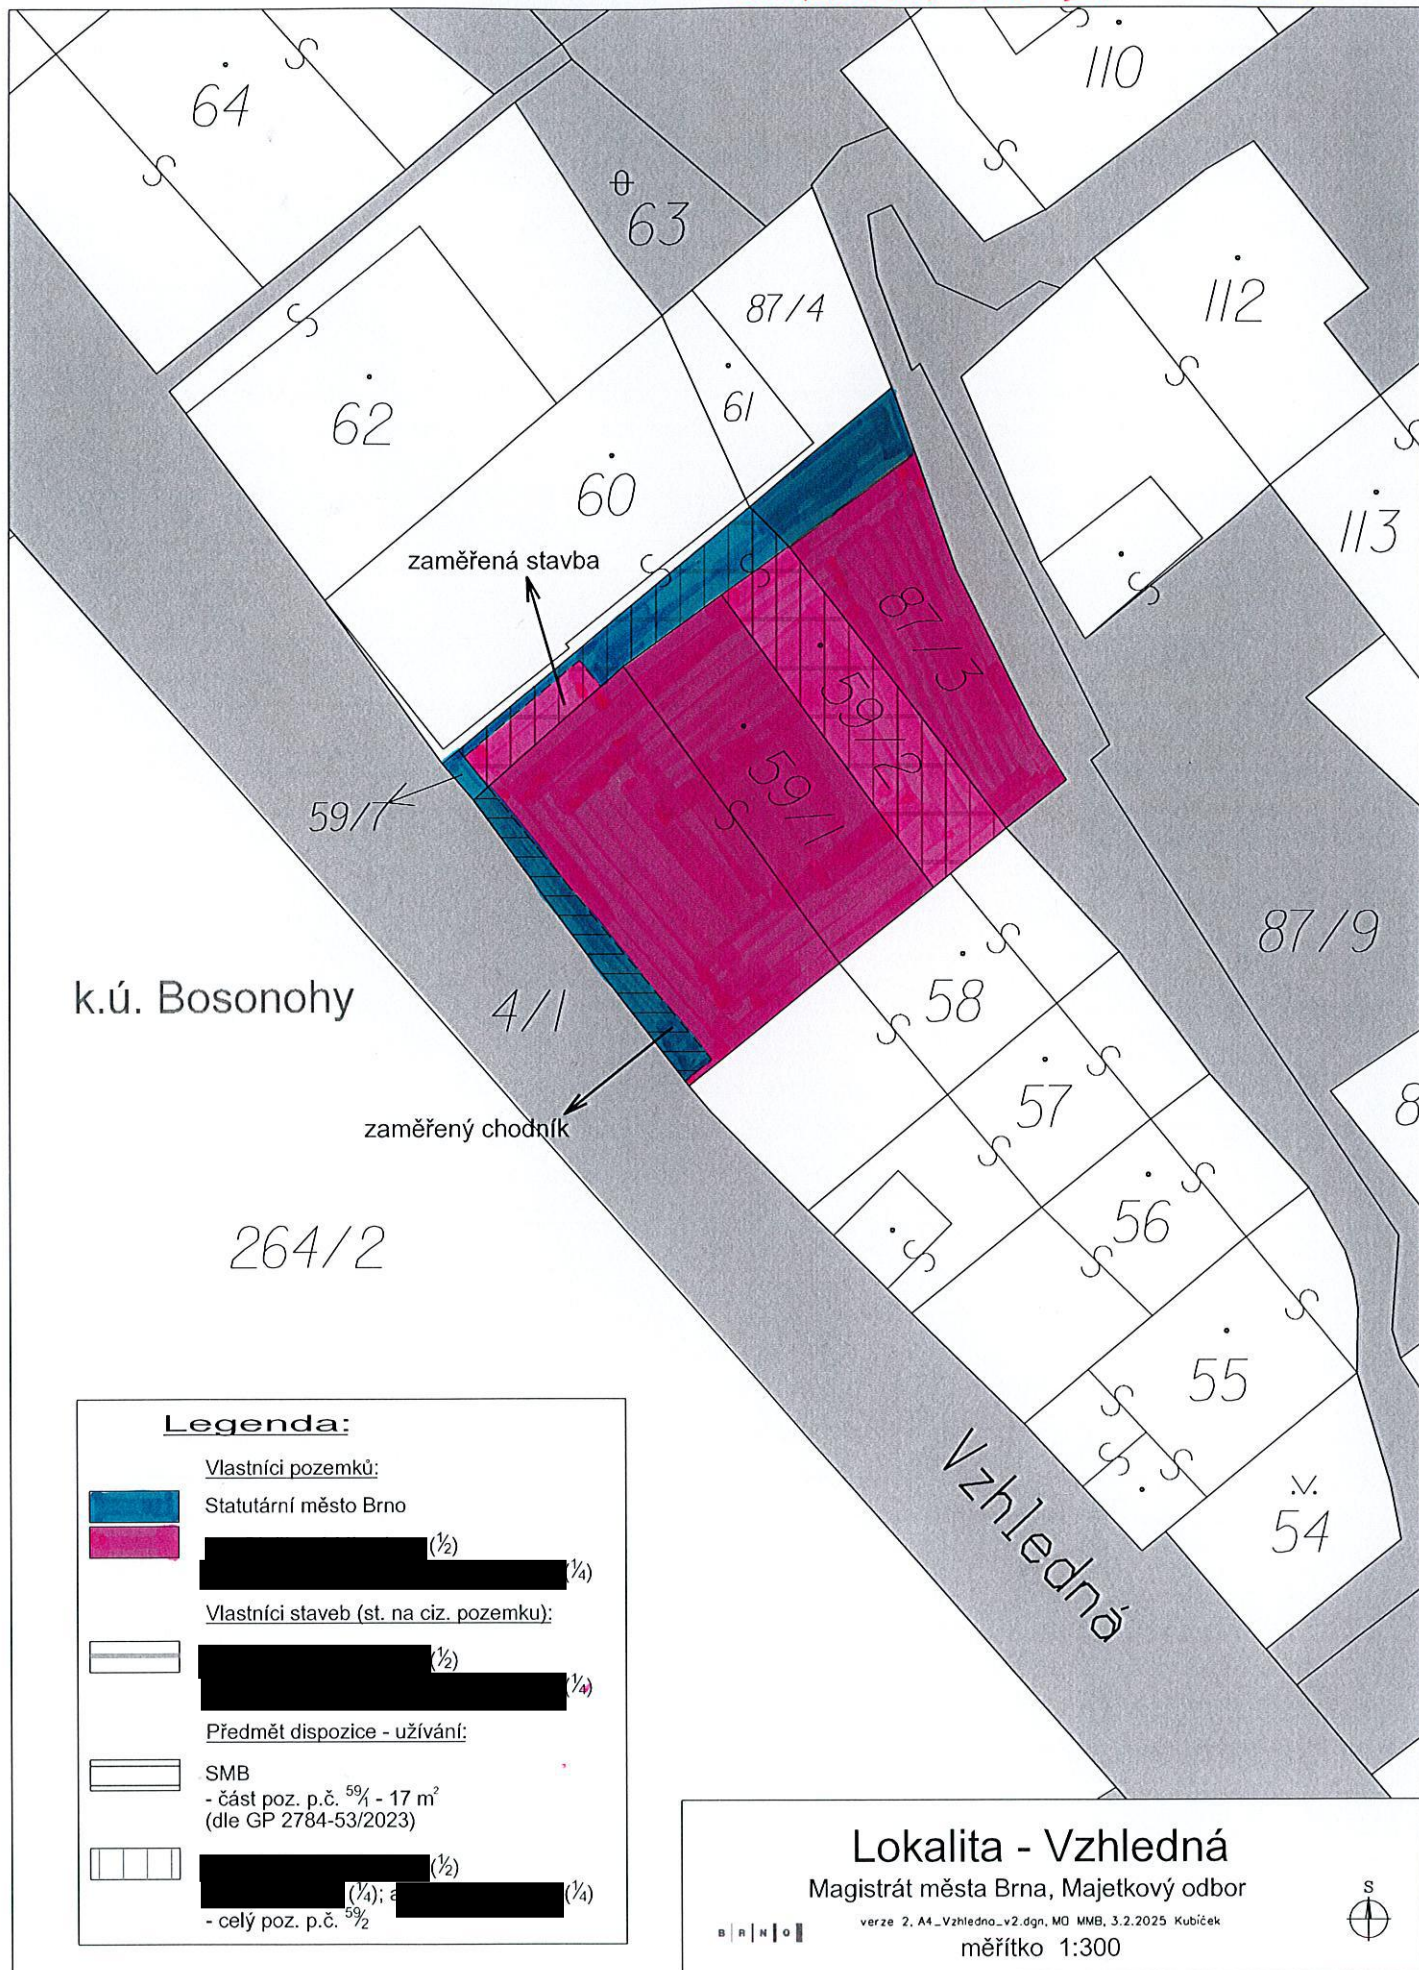 64
110
63
87/4
112
61
62
60
113
zaměřená stavba
87/3
59/2
59/1
59/7
87/9
k.ú. Bosonohy
4/1
58
57
zaměřený chodník
56
264/2
55
54
Vzhledná
Legenda:
Vlastníci pozemků:
Statutární město Brno
(½)
(¼)
Vlastníci staveb (st. na ciz. pozemku):
(½)
(¼)
Předmět dispozice - užívání:
SMB
- část poz. p.č. 59/1 - 17 m²
(dle GP 2784-53/2023)
(½)
(¼); a (¼)
- celý poz. p.č. 59/2
Lokalita - Vzhledná
Magistrát města Brna, Majetkový odbor
verze 2, A4_Vzhledna_v2.dgn, MO MMB, 3.2.2025 Kubíček
měřítko 1:300
BRNO
S